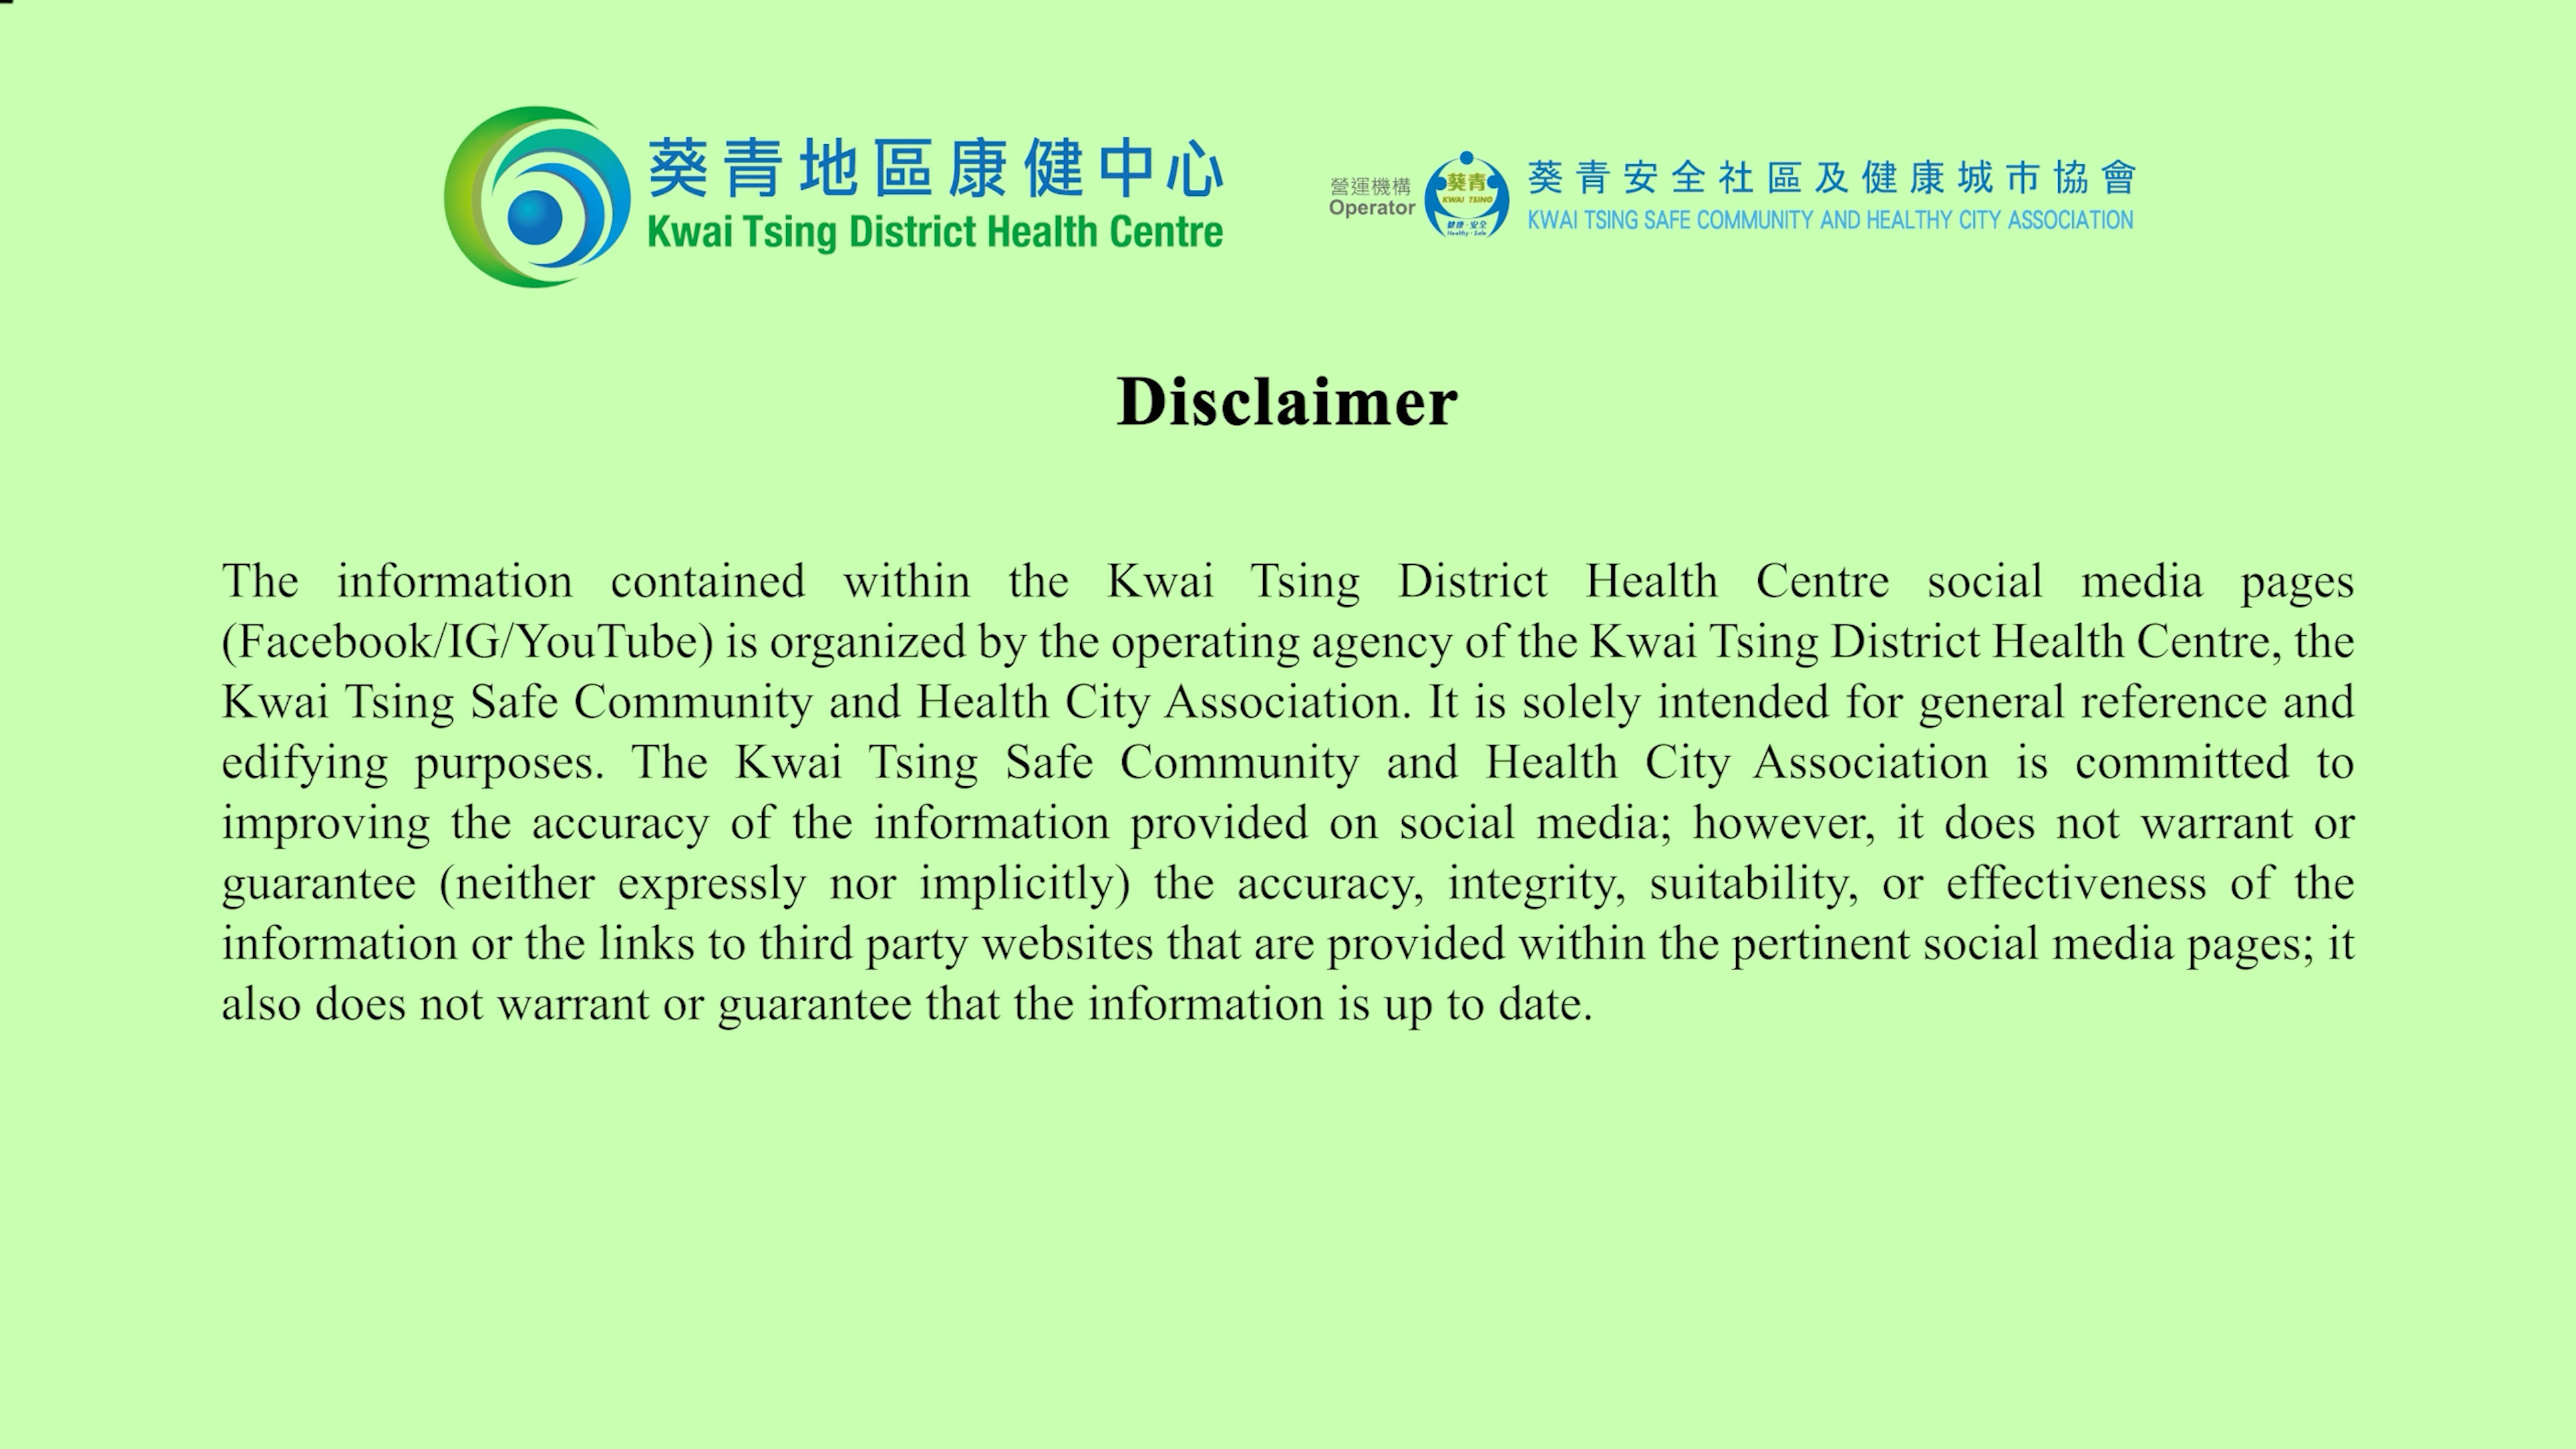 葵青地區康健中心
Kwai Tsing District Health Centre
營運機構
Operator
葵青
KWAI TSING
健康·安全
Healthy·Safe
葵青安全社區及健康城市協會
KWAI TSING SAFE COMMUNITY AND HEALTHY CITY ASSOCIATION
Disclaimer
The information contained within the Kwai Tsing District Health Centre social media pages
(Facebook/IG/YouTube) is organized by the operating agency of the Kwai Tsing District Health Centre, the
Kwai Tsing Safe Community and Health City Association. It is solely intended for general reference and
edifying purposes. The Kwai Tsing Safe Community and Health City Association is committed to
improving the accuracy of the information provided on social media; however, it does not warrant or
guarantee (neither expressly nor implicitly) the accuracy, integrity, suitability, or effectiveness of the
information or the links to third party websites that are provided within the pertinent social media pages; it
also does not warrant or guarantee that the information is up to date.